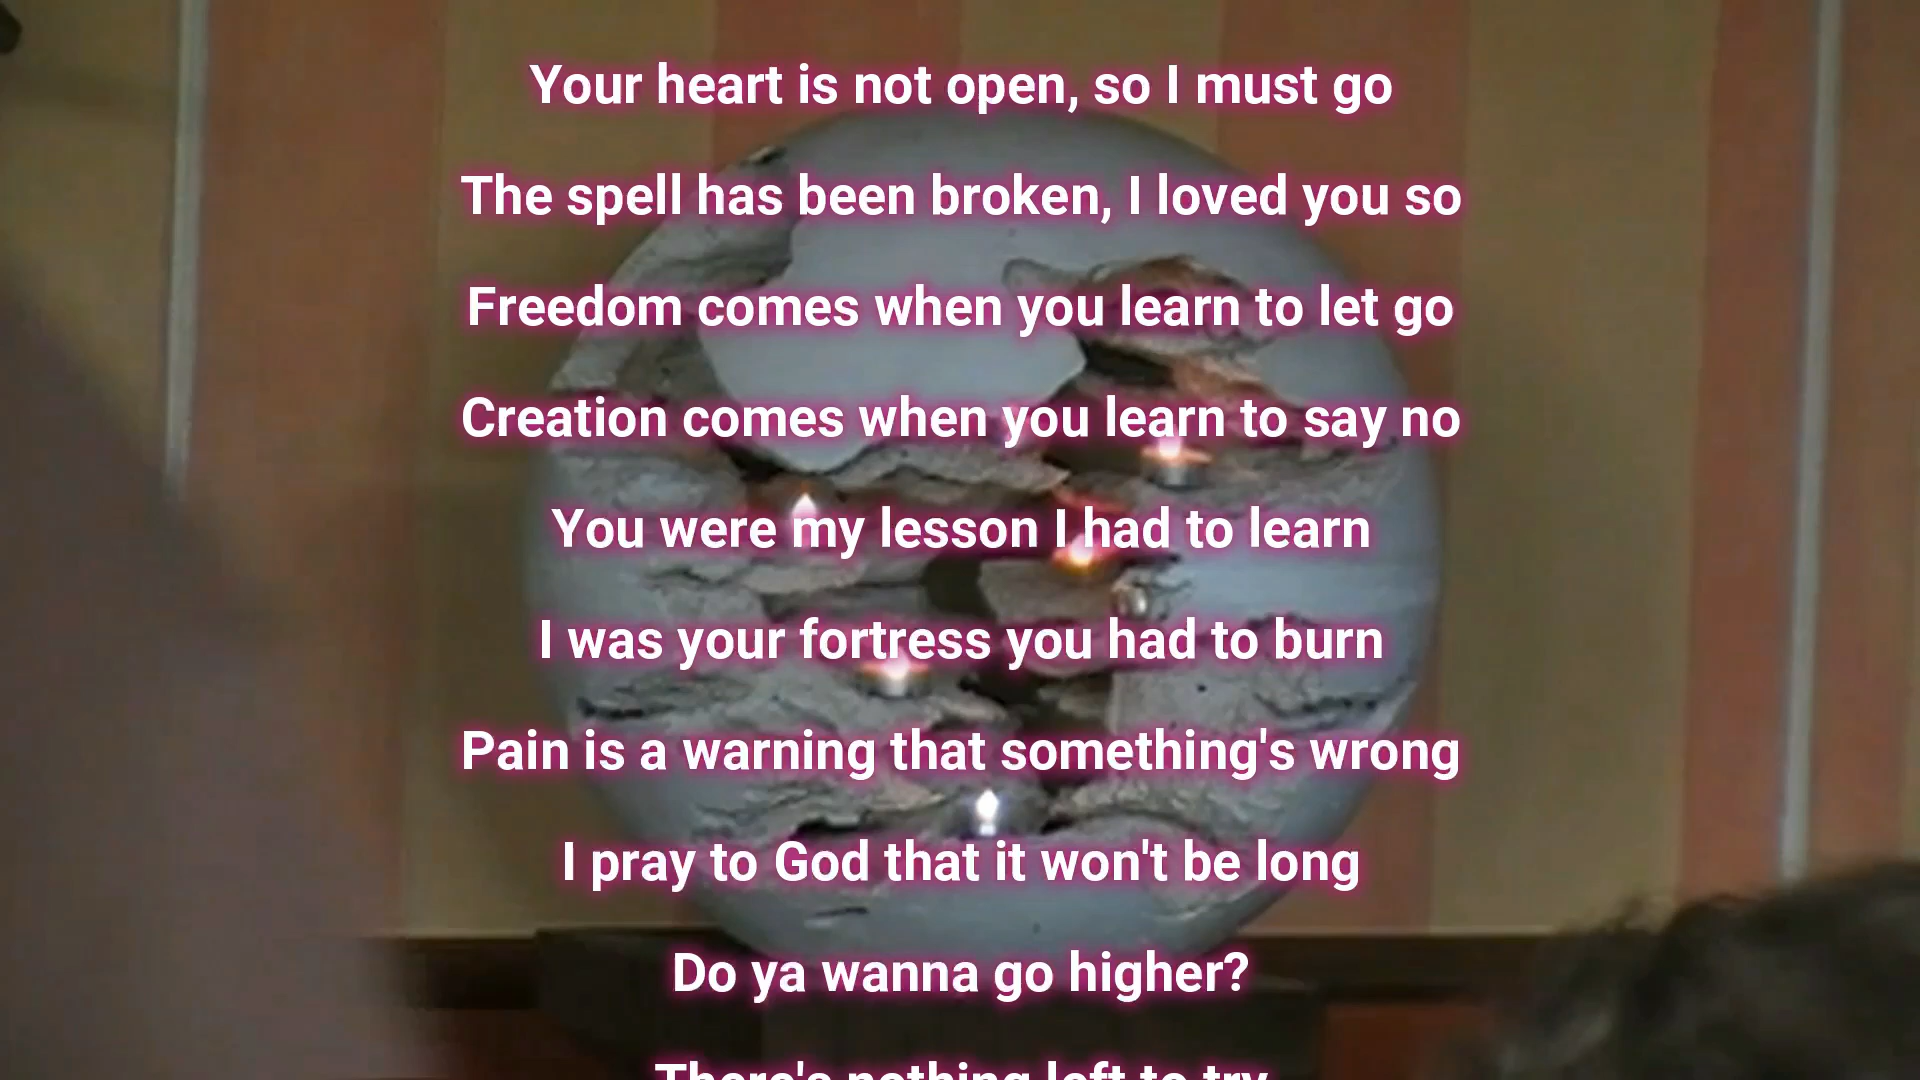 Your heart is not open, so I must go
The spell has been broken, I loved you so
Freedom comes when you learn to let go
Creation comes when you learn to say no
You were my lesson I had to learn
I was your fortress you had to burn
Pain is a warning that something's wrong
I pray to God that it won't be long
Do ya wanna go higher?
There's nothing left to try